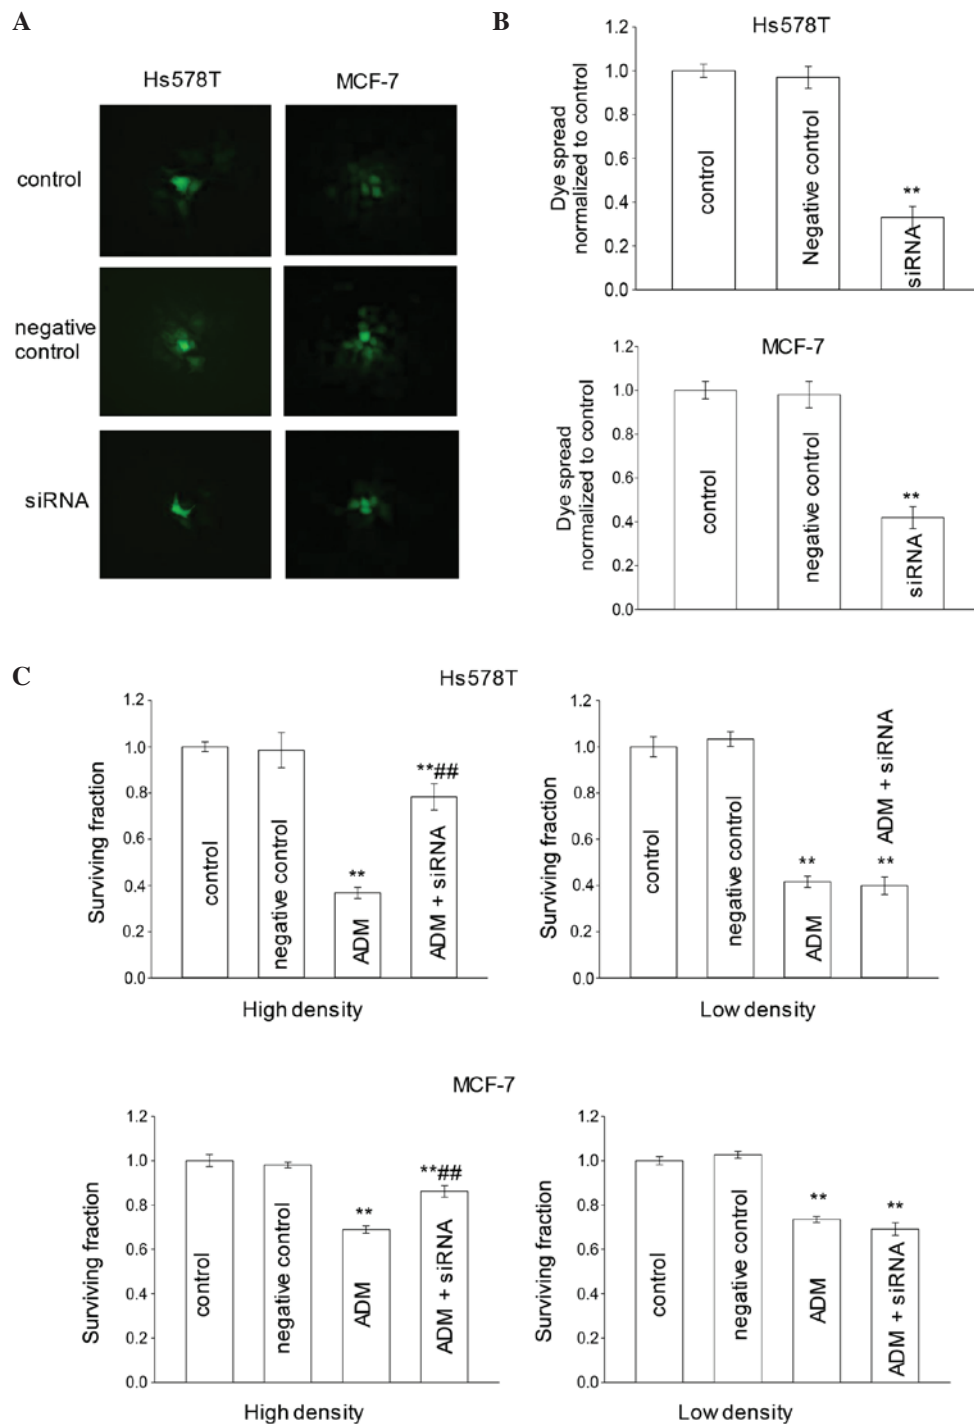 A
Hs578T MCF-7
control
negative
control
siRNA
B
Hs578T
Dye spread
normalized to control
1.2
1.0
0.8
0.6
0.4
0.2
0.0
control
Negative control
**
siRNA
MCF-7
Dye spread
normalized to control
1.2
1.0
0.8
0.6
0.4
0.2
0.0
control
negative control
**
siRNA
C
Hs578T
Surviving fraction
1.2
1.0
0.8
0.6
0.4
0.2
0.0
control
negative control
**
ADM
**##
ADM + siRNA
High density
Surviving fraction
1.2
1.0
0.8
0.6
0.4
0.2
0.0
control
negative control
**
ADM
**
ADM + siRNA
Low density
MCF-7
Surviving fraction
1.2
1.0
0.8
0.6
0.4
0.2
0.0
control
negative control
**
ADM
**##
ADM + siRNA
High density
Surviving fraction
1.2
1.0
0.8
0.6
0.4
0.2
0.0
control
negative control
**
ADM
**
ADM + siRNA
Low density